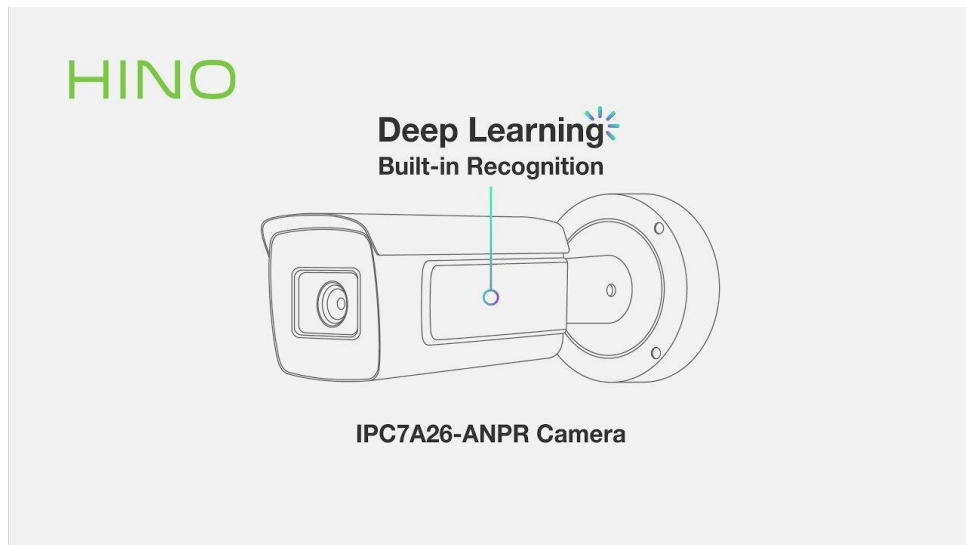 HINO
Deep Learning
Built-in Recognition
IPC7A26-ANPR Camera